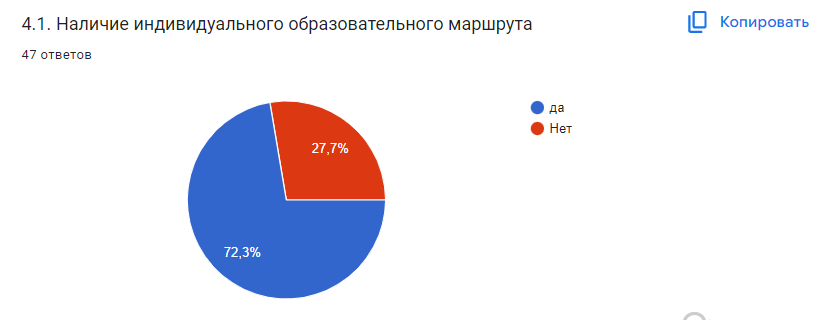 4.1. Наличие индивидуального образовательного маршрута
Копировать
47 ответов
да
Нет
27,7%
72,3%